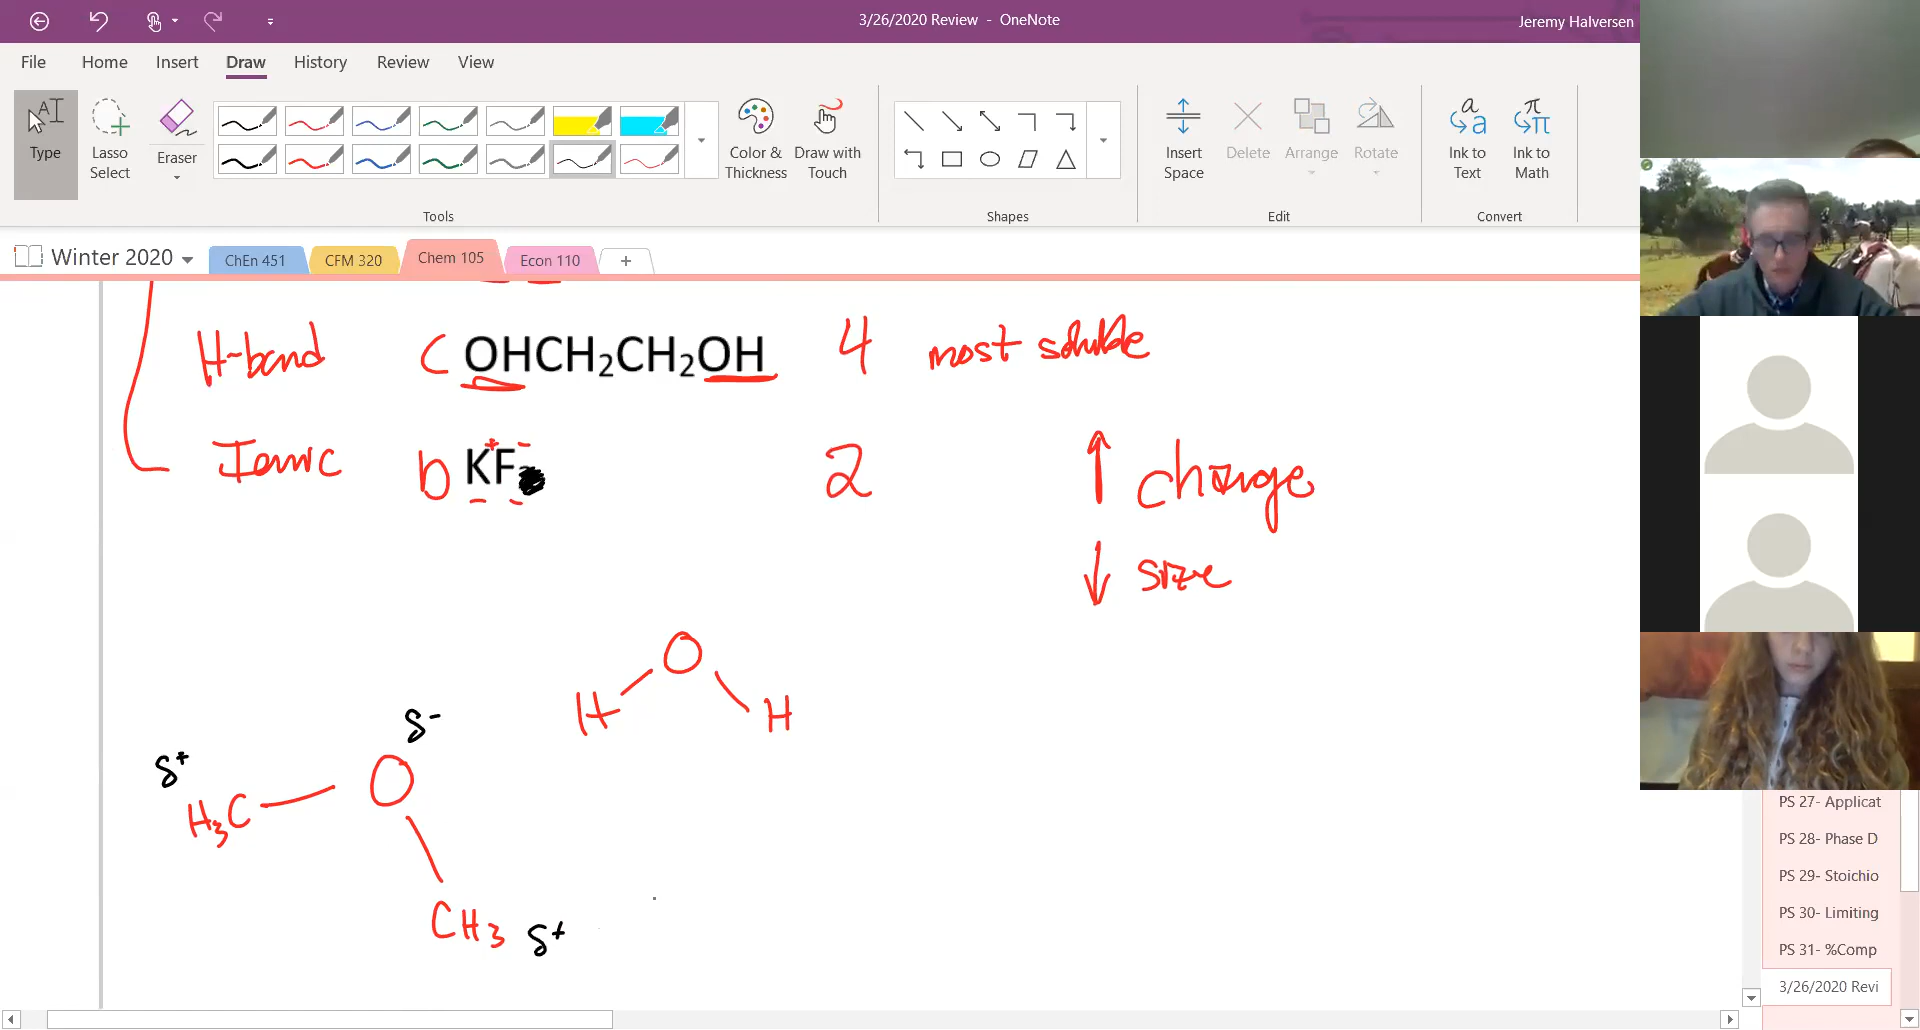 3/26/2020 Review - OneNote
Jeremy Halversen
File Home Insert Draw History Review View
Type
Lasso Select
Eraser
Color & Thickness
Draw with Touch
Insert Space
Delete
Arrange
Rotate
Ink to Text
Ink to Math
Tools
Shapes
Edit
Convert
Winter 2020
ChEn 451
CFM 320
Chem 105
Econ 110
+
H-bond c OHCH₂CH₂OH 4 most soluble
Ionic b K⁺F⁻ 2 ↑ charge
↓ size
O
H H
δ⁻
δ⁺
O
H₃C
CH₃ δ⁺
PS 27- Applicat
PS 28- Phase D
PS 29- Stoichio
PS 30- Limiting
PS 31- %Comp
3/26/2020 Revi